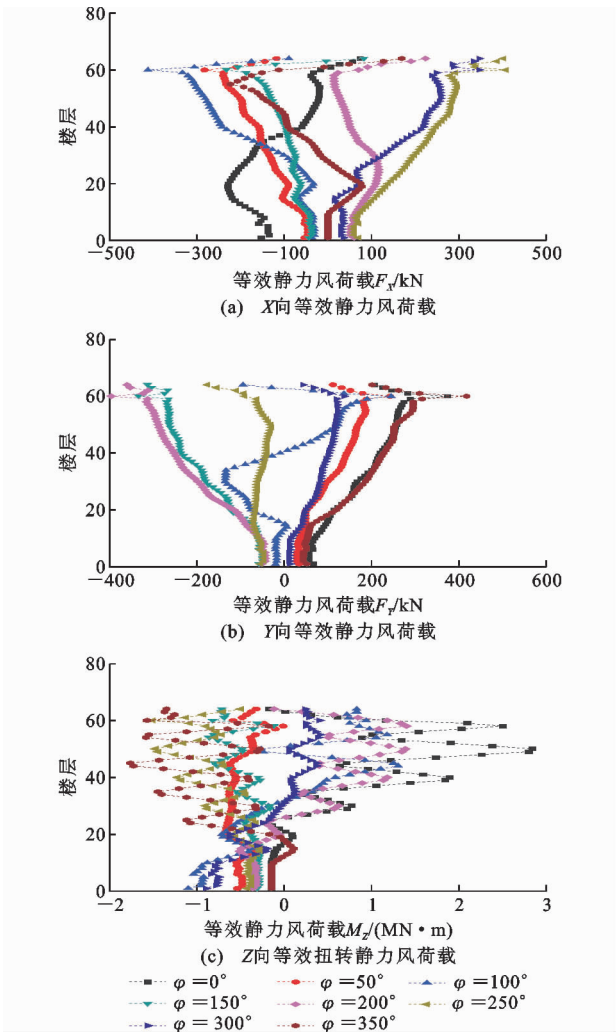 80
60
40
20
0
楼层
-500
-300
-100
100
300
500
等效静力风荷载F_X/kN
(a) X向等效静力风荷载
80
60
40
20
0
楼层
-400
-200
0
200
400
600
等效静力风荷载F_Y/kN
(b) Y向等效静力风荷载
80
60
40
20
0
楼层
-2
-1
0
1
2
3
等效静力风荷载M_Z/(MN·m)
(c) Z向等效扭转静力风荷载
φ=0° φ=50° φ=100°
φ=150° φ=200° φ=250°
φ=300° φ=350°